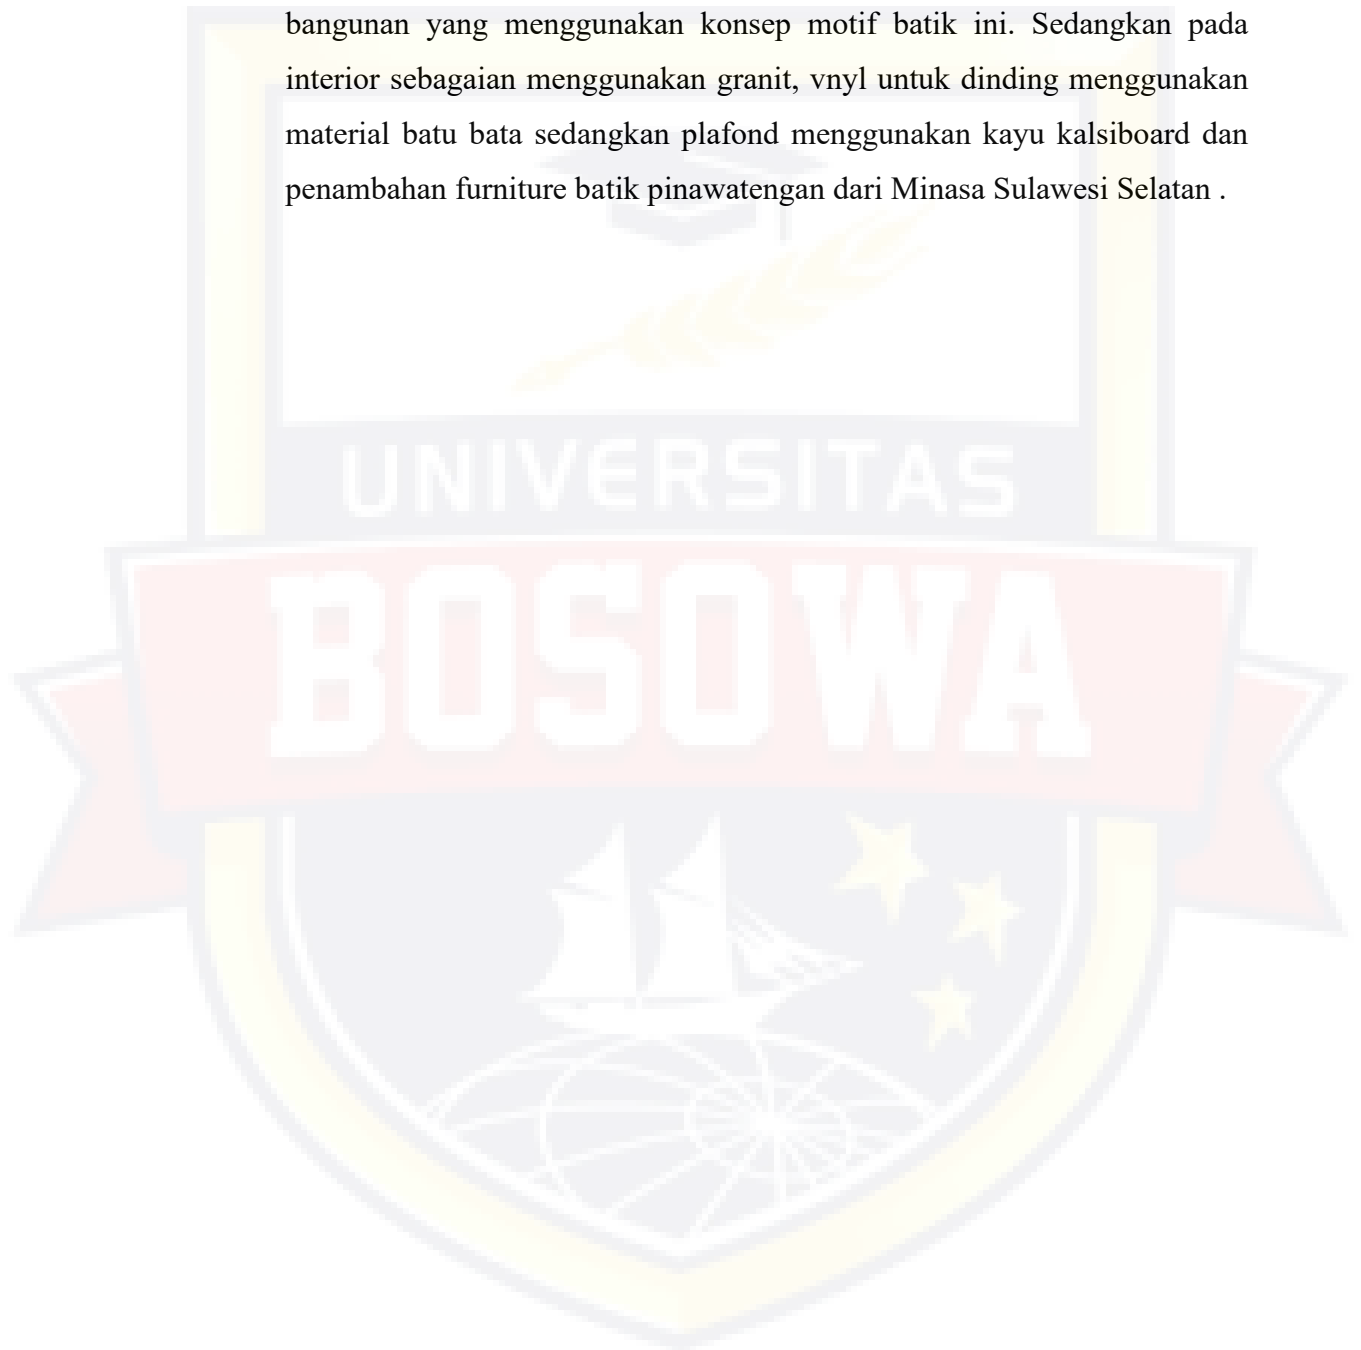 bangunan yang menggunakan konsep motif batik ini. Sedangkan pada
interior sebagaian menggunakan granit, vnyl untuk dinding menggunakan
material batu bata sedangkan plafond menggunakan kayu kalsiboard dan
penambahan furniture batik pinawatengan dari Minasa Sulawesi Selatan .
UNIVERSITAS
BOSOWA